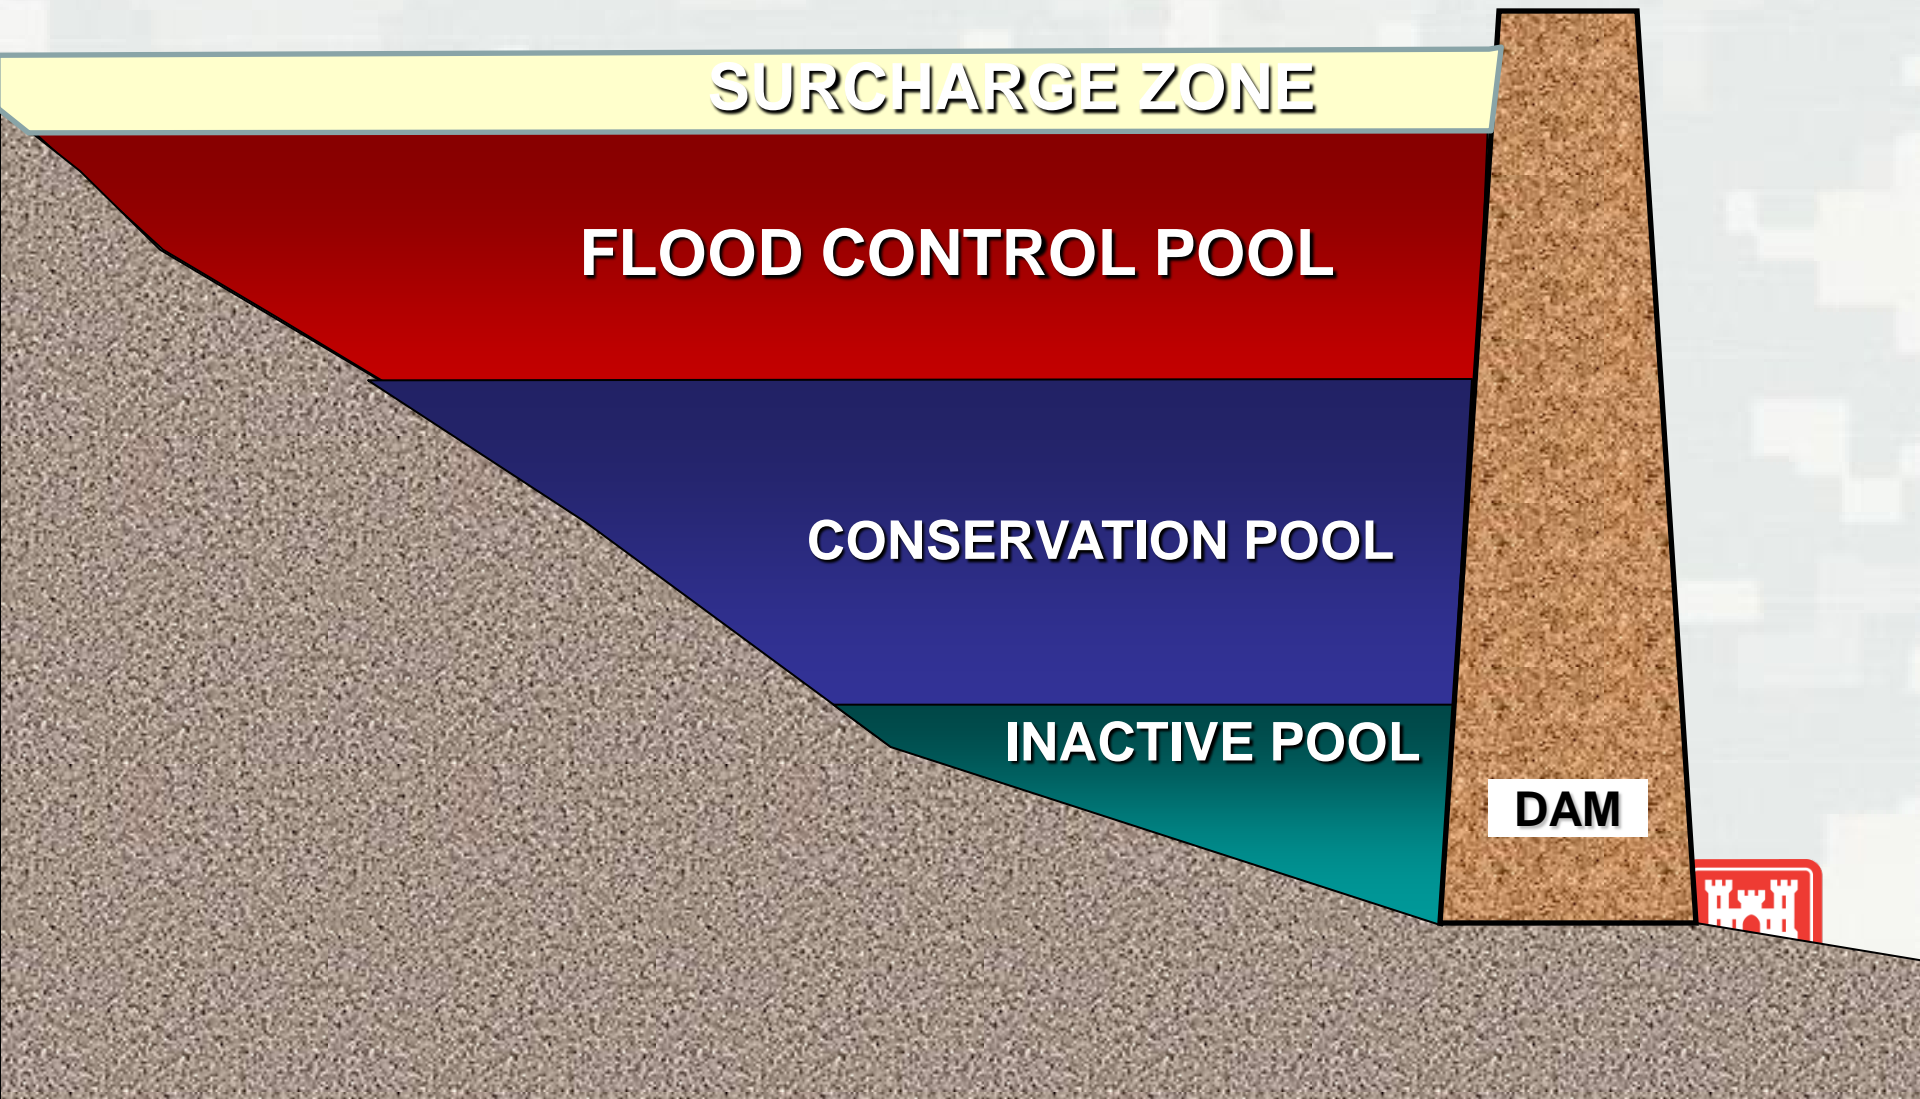 SURCHARGE ZONE
FLOOD CONTROL POOL
CONSERVATION POOL
INACTIVE POOL
DAM